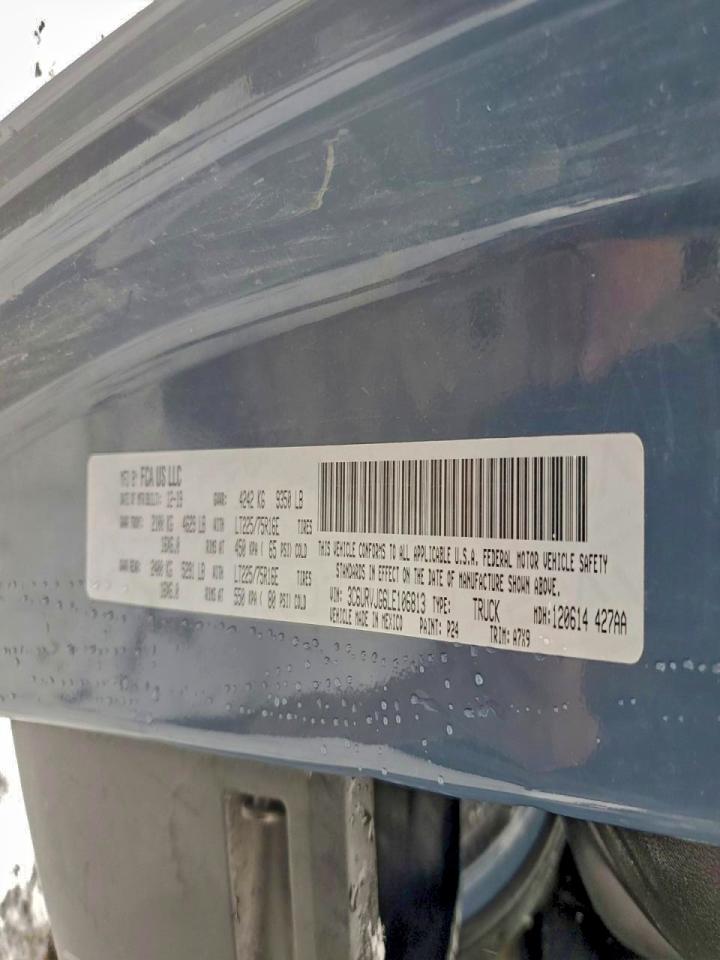 MFD BY: FCA US LLC
DATE OF MFR/BUILT: 12-19 GVWR: 4242 KG 9350 LB
GAWR FRONT: 2100 KG 4629 LB WITH LT225/75R16E TIRES
16X6.0 RIMS AT 450 KPA ( 65 PSI) COLD
GAWR REAR: 2400 KG 5291 LB WITH LT225/75R16E TIRES
16X6.0 RIMS AT 550 KPA ( 80 PSI) COLD
THIS VEHICLE CONFORMS TO ALL APPLICABLE U.S.A. FEDERAL MOTOR VEHICLE SAFETY
STANDARDS IN EFFECT ON THE DATE OF MANUFACTURE SHOWN ABOVE.
VIN: 3C6URVJG6LE106813 TYPE: TRUCK MDH:120614 427AA
VEHICLE MADE IN MEXICO PAINT: P24 TRIM: A7X9